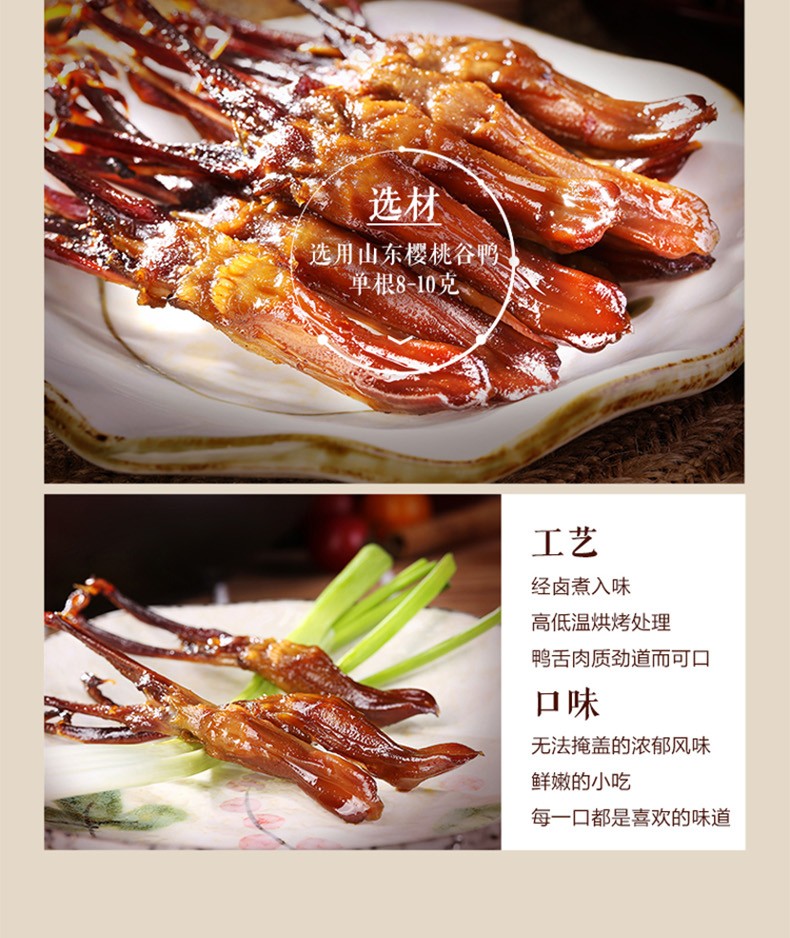 选材
选用山东樱桃谷鸭
单根8-10克
工艺
经卤煮入味
高低温烘烤处理
鸭舌肉质劲道而可口
口味
无法掩盖的浓郁风味
鲜嫩的小吃
每一口都是喜欢的味道